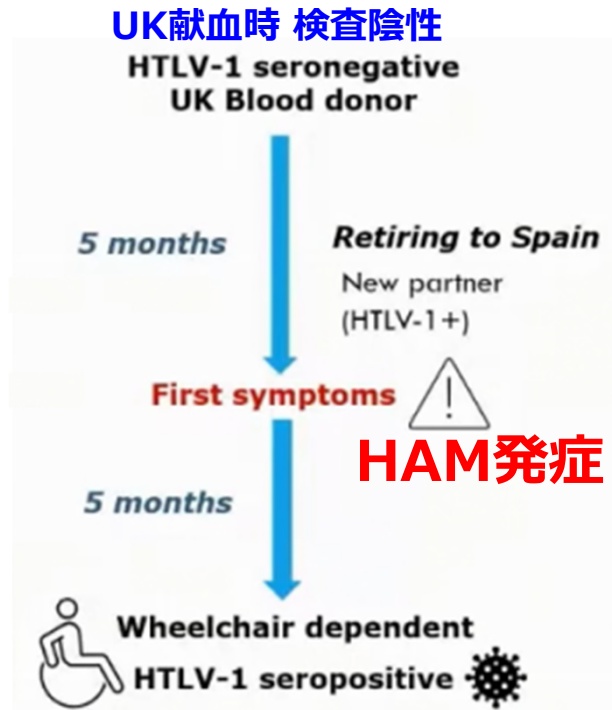 UK献血時 検査陰性
HTLV-1 seronegative
UK Blood donor
5 months
Retiring to Spain
New partner
(HTLV-1+)
First symptoms
HAM発症
5 months
Wheelchair dependent
HTLV-1 seropositive